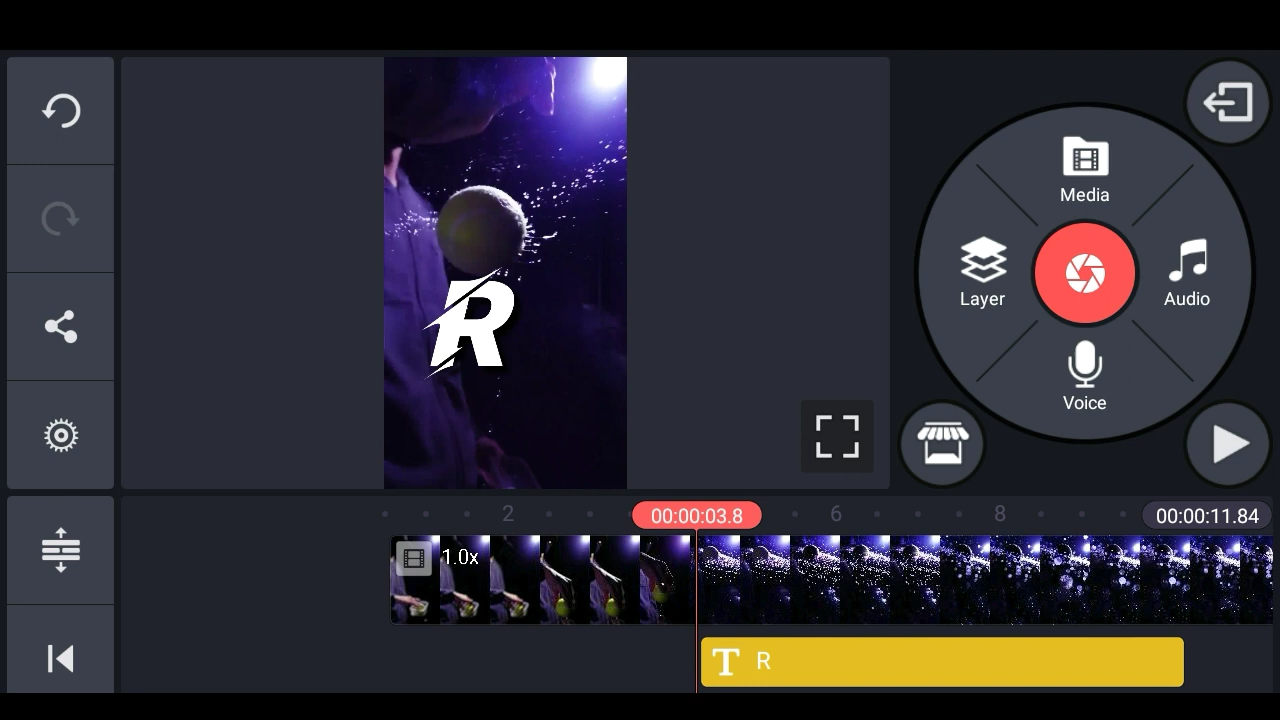 Media
Layer
Audio
Voice
R
2
00:00:03.8
6
8
00:00:11.84
1.0x
T R